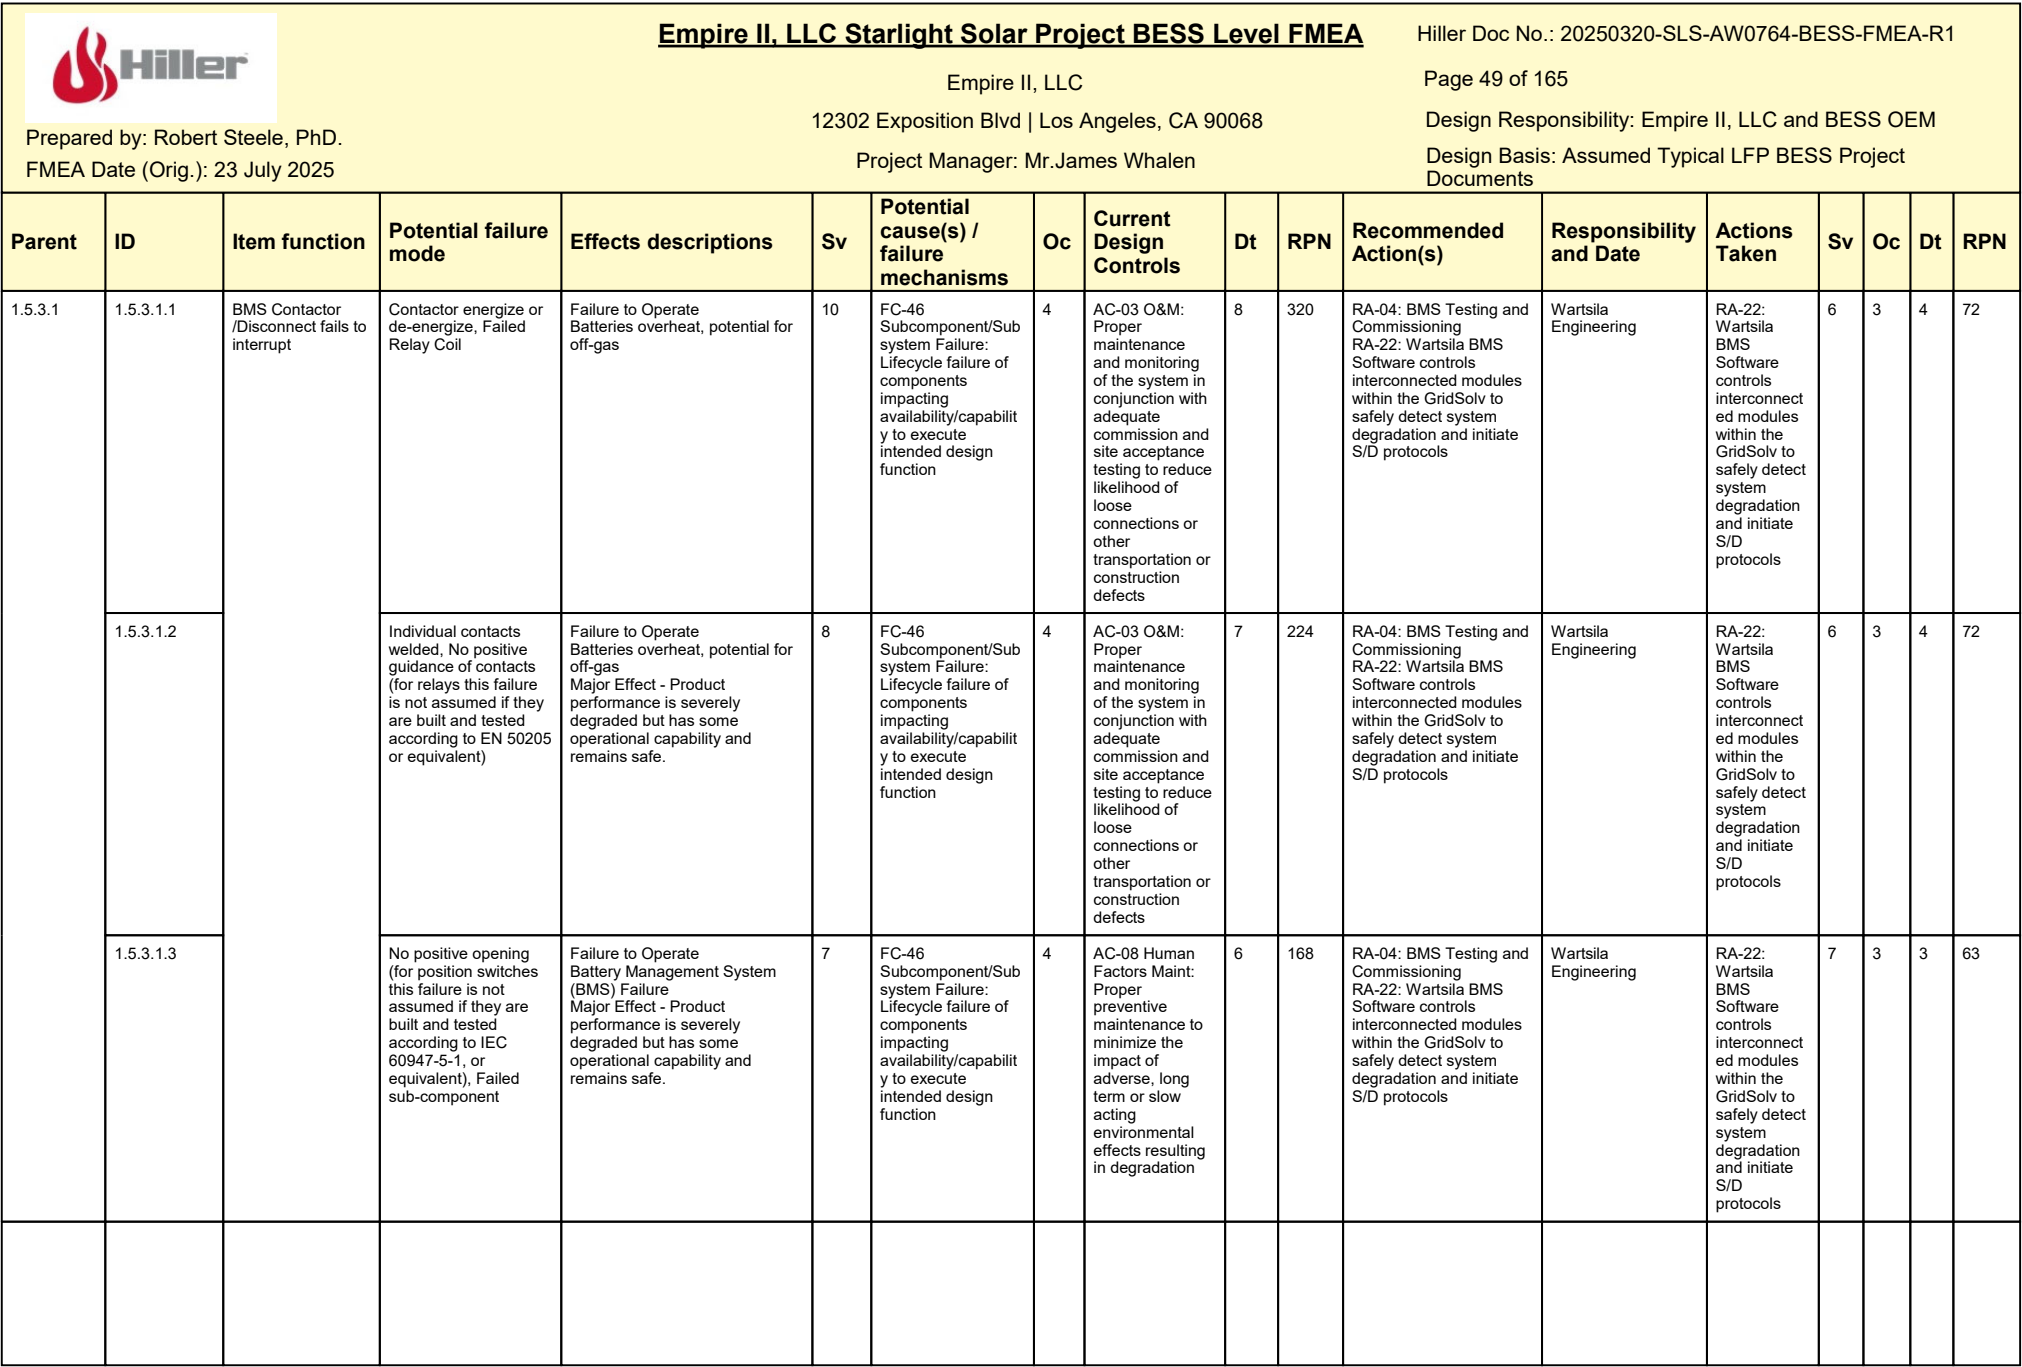 Hiller
Prepared by: Robert Steele, PhD.
FMEA Date (Orig.): 23 July 2025
Empire II, LLC Starlight Solar Project BESS Level FMEA
Empire II, LLC
12302 Exposition Blvd | Los Angeles, CA 90068
Project Manager: Mr.James Whalen
Hiller Doc No.: 20250320-SLS-AW0764-BESS-FMEA-R1
Page 49 of 165
Design Responsibility: Empire II, LLC and BESS OEM
Design Basis: Assumed Typical LFP BESS Project
Documents
Parent
ID
Item function
Potential failure
mode
Effects descriptions
Sv
Potential
cause(s) /
failure
mechanisms
Oc
Current
Design
Controls
Dt
RPN
Recommended
Action(s)
Responsibility
and Date
Actions
Taken
Sv
Oc
Dt
RPN
1.5.3.1
1.5.3.1.1
BMS Contactor
/Disconnect fails to
interrupt
Contactor energize or
de-energize, Failed
Relay Coil
Failure to Operate
Batteries overheat, potential for
off-gas
10
FC-46
Subcomponent/Sub
system Failure:
Lifecycle failure of
components
impacting
availability/capabilit
y to execute
intended design
function
4
AC-03 O&M:
Proper
maintenance
and monitoring
of the system in
conjunction with
adequate
commission and
site acceptance
testing to reduce
likelihood of
loose
connections or
other
transportation or
construction
defects
8
320
RA-04: BMS Testing and
Commissioning
RA-22: Wartsila BMS
Software controls
interconnected modules
within the GridSolv to
safely detect system
degradation and initiate
S/D protocols
Wartsila
Engineering
RA-22:
Wartsila
BMS
Software
controls
interconnect
ed modules
within the
GridSolv to
safely detect
system
degradation
and initiate
S/D
protocols
6
3
4
72
1.5.3.1.2
Individual contacts
welded, No positive
guidance of contacts
(for relays this failure
is not assumed if they
are built and tested
according to EN 50205
or equivalent)
Failure to Operate
Batteries overheat, potential for
off-gas
Major Effect - Product
performance is severely
degraded but has some
operational capability and
remains safe.
8
FC-46
Subcomponent/Sub
system Failure:
Lifecycle failure of
components
impacting
availability/capabilit
y to execute
intended design
function
4
AC-03 O&M:
Proper
maintenance
and monitoring
of the system in
conjunction with
adequate
commission and
site acceptance
testing to reduce
likelihood of
loose
connections or
other
transportation or
construction
defects
7
224
RA-04: BMS Testing and
Commissioning
RA-22: Wartsila BMS
Software controls
interconnected modules
within the GridSolv to
safely detect system
degradation and initiate
S/D protocols
Wartsila
Engineering
RA-22:
Wartsila
BMS
Software
controls
interconnect
ed modules
within the
GridSolv to
safely detect
system
degradation
and initiate
S/D
protocols
6
3
4
72
1.5.3.1.3
No positive opening
(for position switches
this failure is not
assumed if they are
built and tested
according to IEC
60947-5-1, or
equivalent), Failed
sub-component
Failure to Operate
Battery Management System
(BMS) Failure
Major Effect - Product
performance is severely
degraded but has some
operational capability and
remains safe.
7
FC-46
Subcomponent/Sub
system Failure:
Lifecycle failure of
components
impacting
availability/capabilit
y to execute
intended design
function
4
AC-08 Human
Factors Maint:
Proper
preventive
maintenance to
minimize the
impact of
adverse, long
term or slow
acting
environmental
effects resulting
in degradation
6
168
RA-04: BMS Testing and
Commissioning
RA-22: Wartsila BMS
Software controls
interconnected modules
within the GridSolv to
safely detect system
degradation and initiate
S/D protocols
Wartsila
Engineering
RA-22:
Wartsila
BMS
Software
controls
interconnect
ed modules
within the
GridSolv to
safely detect
system
degradation
and initiate
S/D
protocols
7
3
3
63